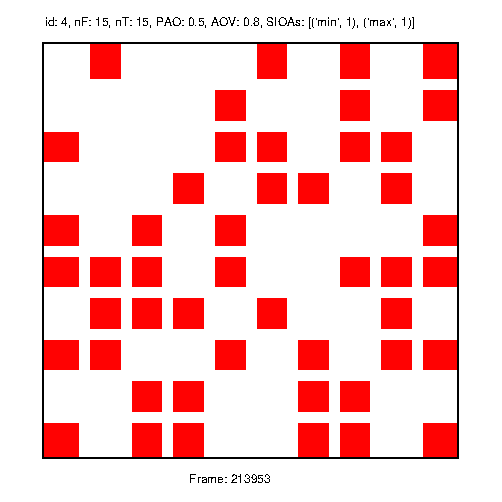 id: 4, nF: 15, nT: 15, PAO: 0.5, AOV: 0.8, SIOAs: [('min', 1), ('max', 1)]
Frame: 213953